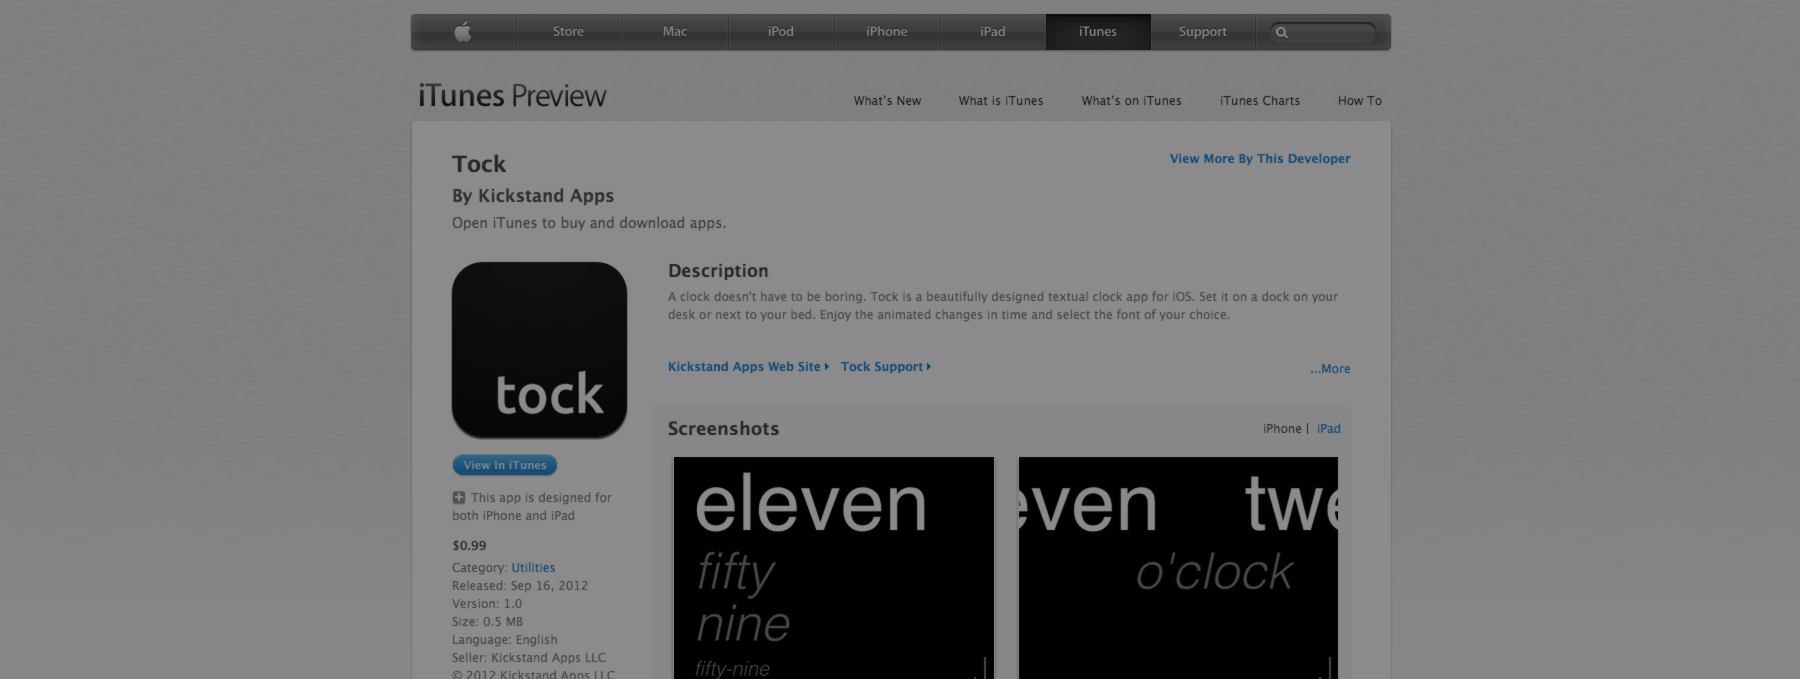 Store Mac iPod iPhone iPad iTunes Support
iTunes Preview
What's New What is iTunes What's on iTunes iTunes Charts How To
Tock
View More By This Developer
By Kickstand Apps
Open iTunes to buy and download apps.
tock
View In iTunes
This app is designed for
both iPhone and iPad
$0.99
Category: Utilities
Released: Sep 16, 2012
Version: 1.0
Size: 0.5 MB
Language: English
Seller: Kickstand Apps LLC
© 2012 Kickstand Apps LLC
Description
A clock doesn't have to be boring. Tock is a beautifully designed textual clock app for iOS. Set it on a dock on your
desk or next to your bed. Enjoy the animated changes in time and select the font of your choice.
Kickstand Apps Web Site Tock Support
...More
Screenshots
iPhone | iPad
eleven
fifty
nine
fifty-nine
even twe
o'clock